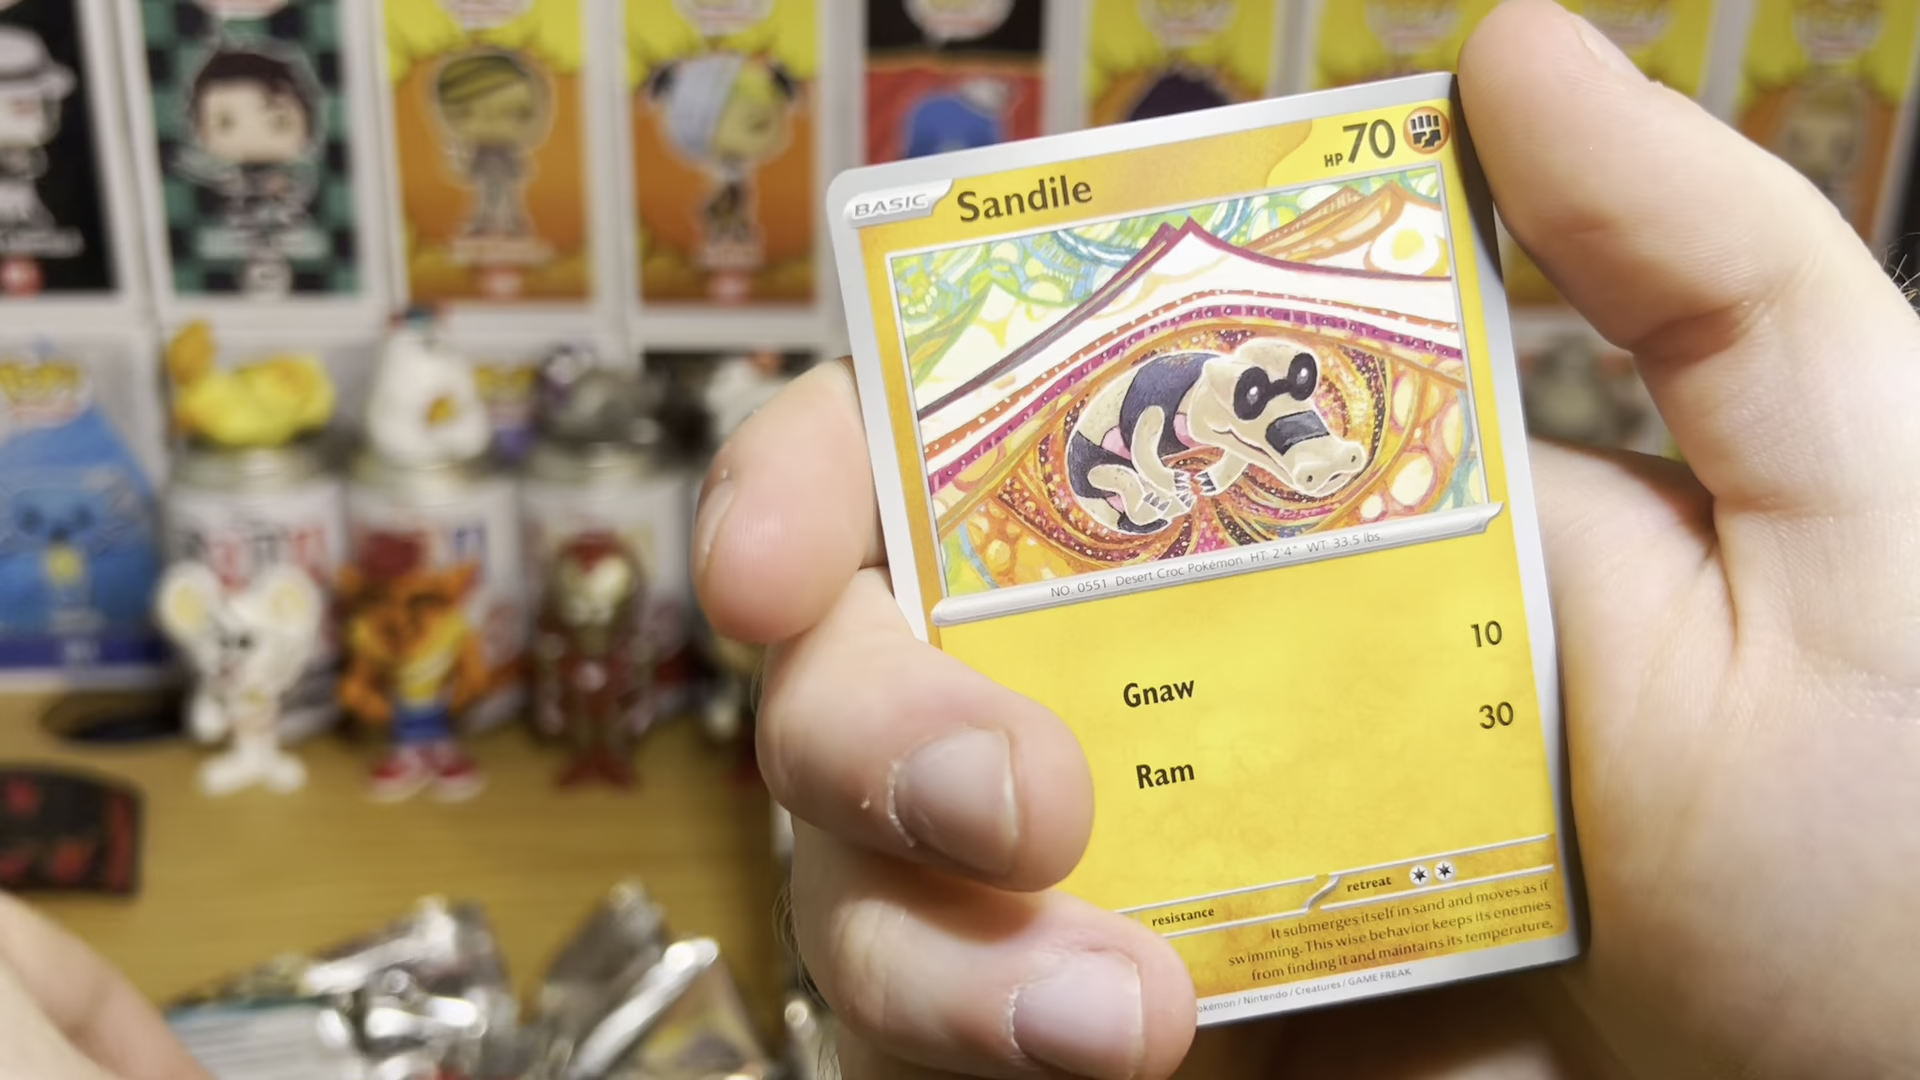 BASIC Sandile HP 70
NO. 0551 Desert Croc Pokémon HT: 2'4" WT: 33.5 lbs.
Gnaw 10
Ram 30
resistance retreat
It submerges itself in sand and moves as if
swimming. This wise behavior keeps its enemies
from finding it and maintains its temperature.
/ Nintendo / Creatures / GAME FREAK